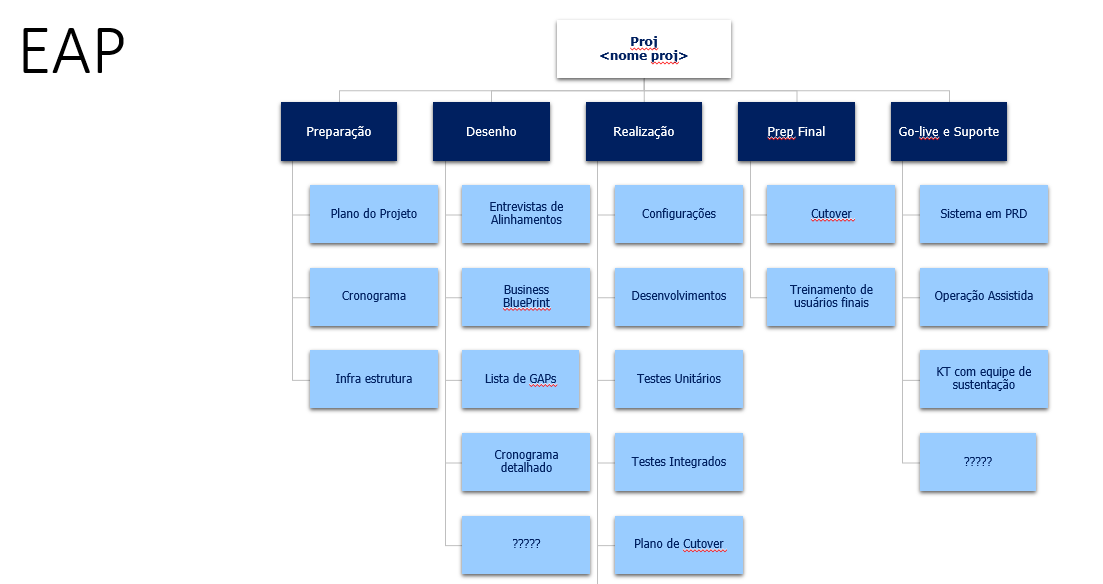 EAP
Proj
<nome proj>
Preparação
Desenho
Realização
Prep Final
Go-live e Suporte
Plano do Projeto
Entrevistas de
Alinhamentos
Configurações
Cutover
Sistema em PRD
Cronograma
Business
BluePrint
Desenvolvimentos
Treinamento de
usuários finais
Operação Assistida
Infra estrutura
Lista de GAPs
Testes Unitários
KT com equipe de
sustentação
Cronograma
detalhado
Testes Integrados
?????
?????
Plano de Cutover